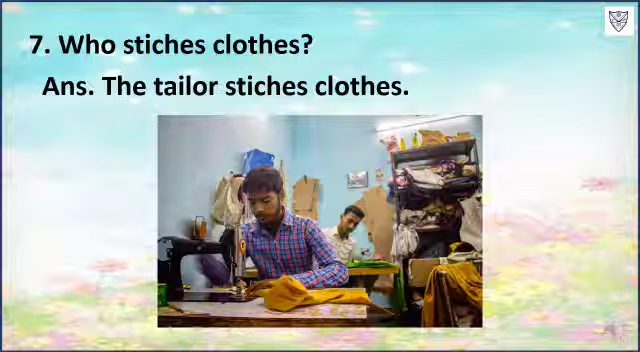 7. Who stiches clothes?
Ans. The tailor stiches clothes.